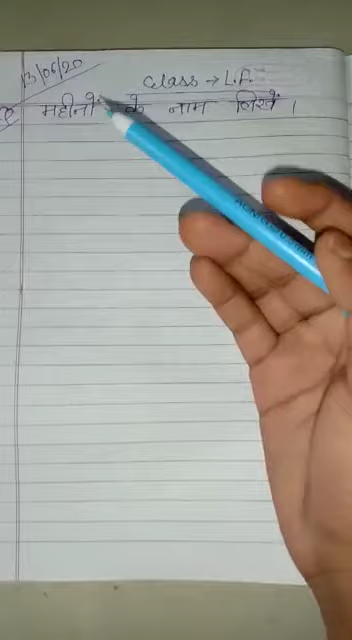 13/06/20
Class → L.F.
महीनों के नाम लिखें ।